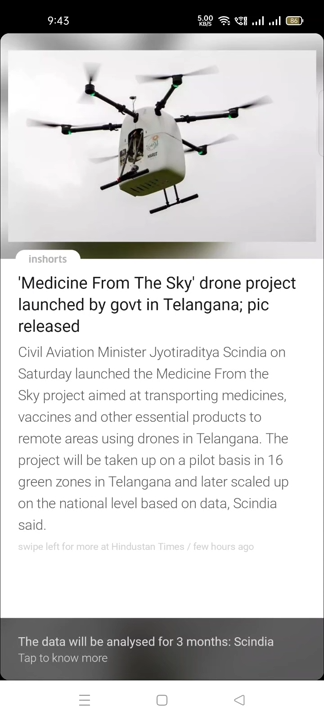 9:43
5.00
KB/S
86
inshorts
'Medicine From The Sky' drone project
launched by govt in Telangana; pic
released
Civil Aviation Minister Jyotiraditya Scindia on
Saturday launched the Medicine From the
Sky project aimed at transporting medicines,
vaccines and other essential products to
remote areas using drones in Telangana. The
project will be taken up on a pilot basis in 16
green zones in Telangana and later scaled up
on the national level based on data, Scindia
said.
swipe left for more at Hindustan Times / few hours ago
The data will be analysed for 3 months: Scindia
Tap to know more